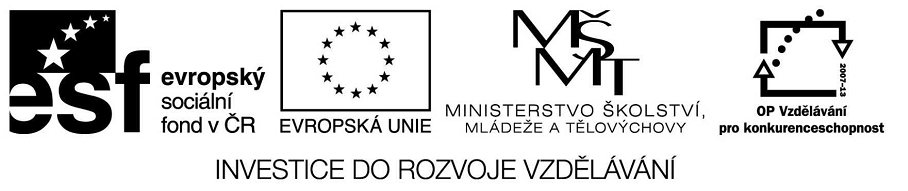 esf
evropský
sociální
fond v ČR
EVROPSKÁ UNIE
MŠMT
MINISTERSTVO ŠKOLSTVÍ,
MLÁDEŽE A TĚLOVÝCHOVY
2007-13
OP Vzdělávání
pro konkurenceschopnost
INVESTICE DO ROZVOJE VZDĚLÁVÁNÍ